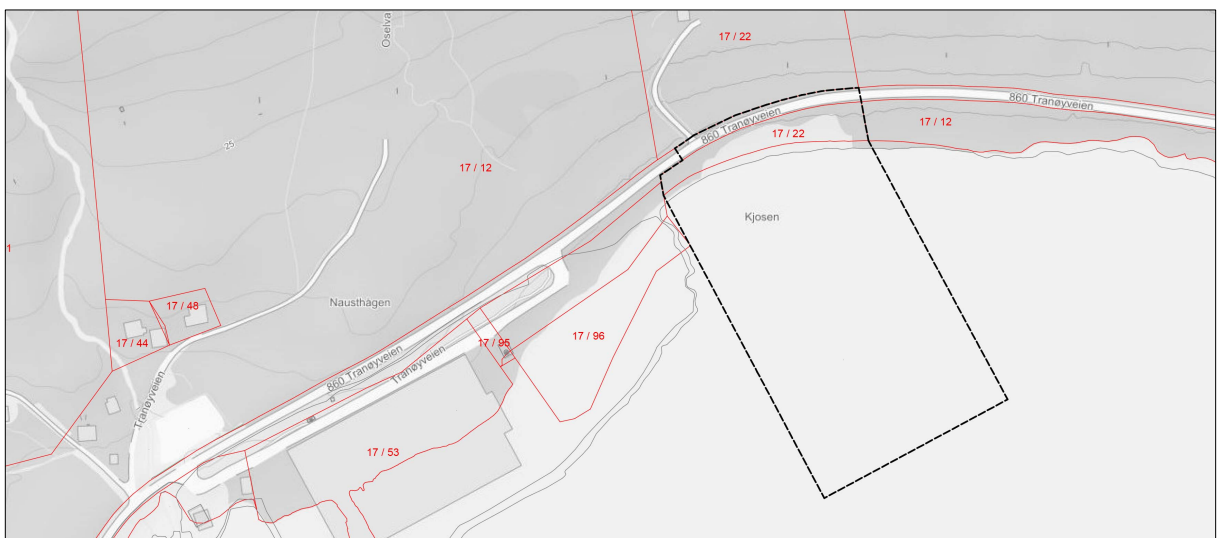 Oselva
17 / 22
860 Tranøyveien
860 Tranøyveien
17 / 22
17 / 12
25
17 / 12
Kjosen
1
17 / 48
Nausthågen
17 / 44
17 / 95
17 / 96
860 Tranøyveien
Tranøyveien
Tranøyveien
17 / 53